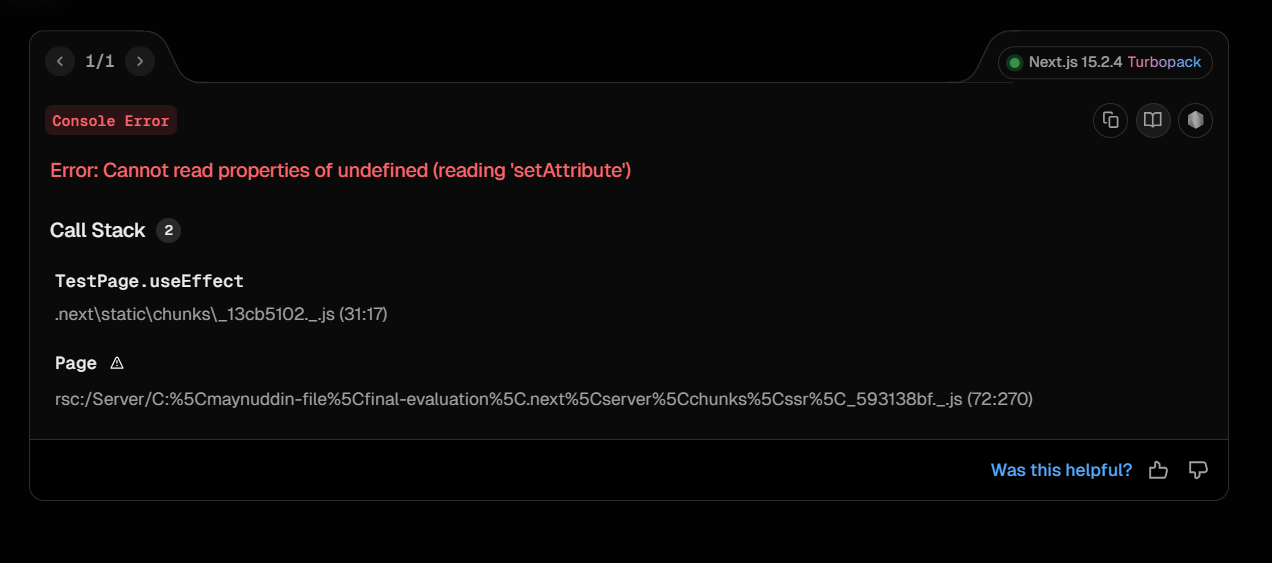 1/1
Next.js 15.2.4 Turbopack
Console Error
Error: Cannot read properties of undefined (reading 'setAttribute')
Call Stack 2
TestPage.useEffect
.next\static\chunks\_13cb5102._.js (31:17)
Page
rsc:/Server/C:%5Cmaynuddin-file%5Cfinal-evaluation%5C.next%5Cserver%5Cchunks%5Cssr%5C_593138bf._.js (72:270)
Was this helpful?